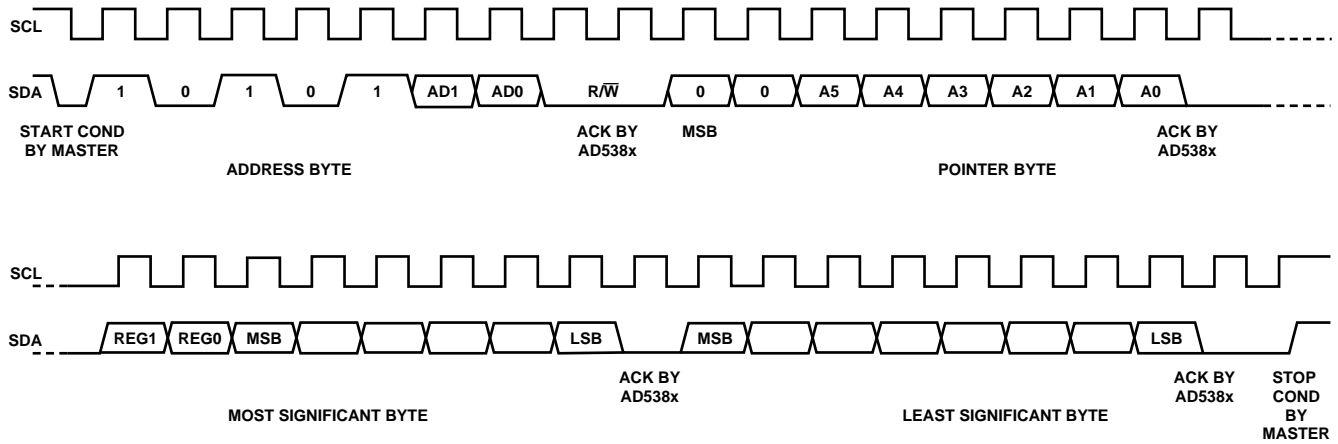 SCL
SDA 1 0 1 0 1 AD1 AD0 R/W̅ 0 0 A5 A4 A3 A2 A1 A0
START COND BY MASTER
ACK BY AD538x
MSB
ACK BY AD538x
ADDRESS BYTE
POINTER BYTE
SCL
SDA REG1 REG0 MSB LSB MSB LSB
ACK BY AD538x
ACK BY AD538x
STOP COND BY MASTER
MOST SIGNIFICANT BYTE
LEAST SIGNIFICANT BYTE